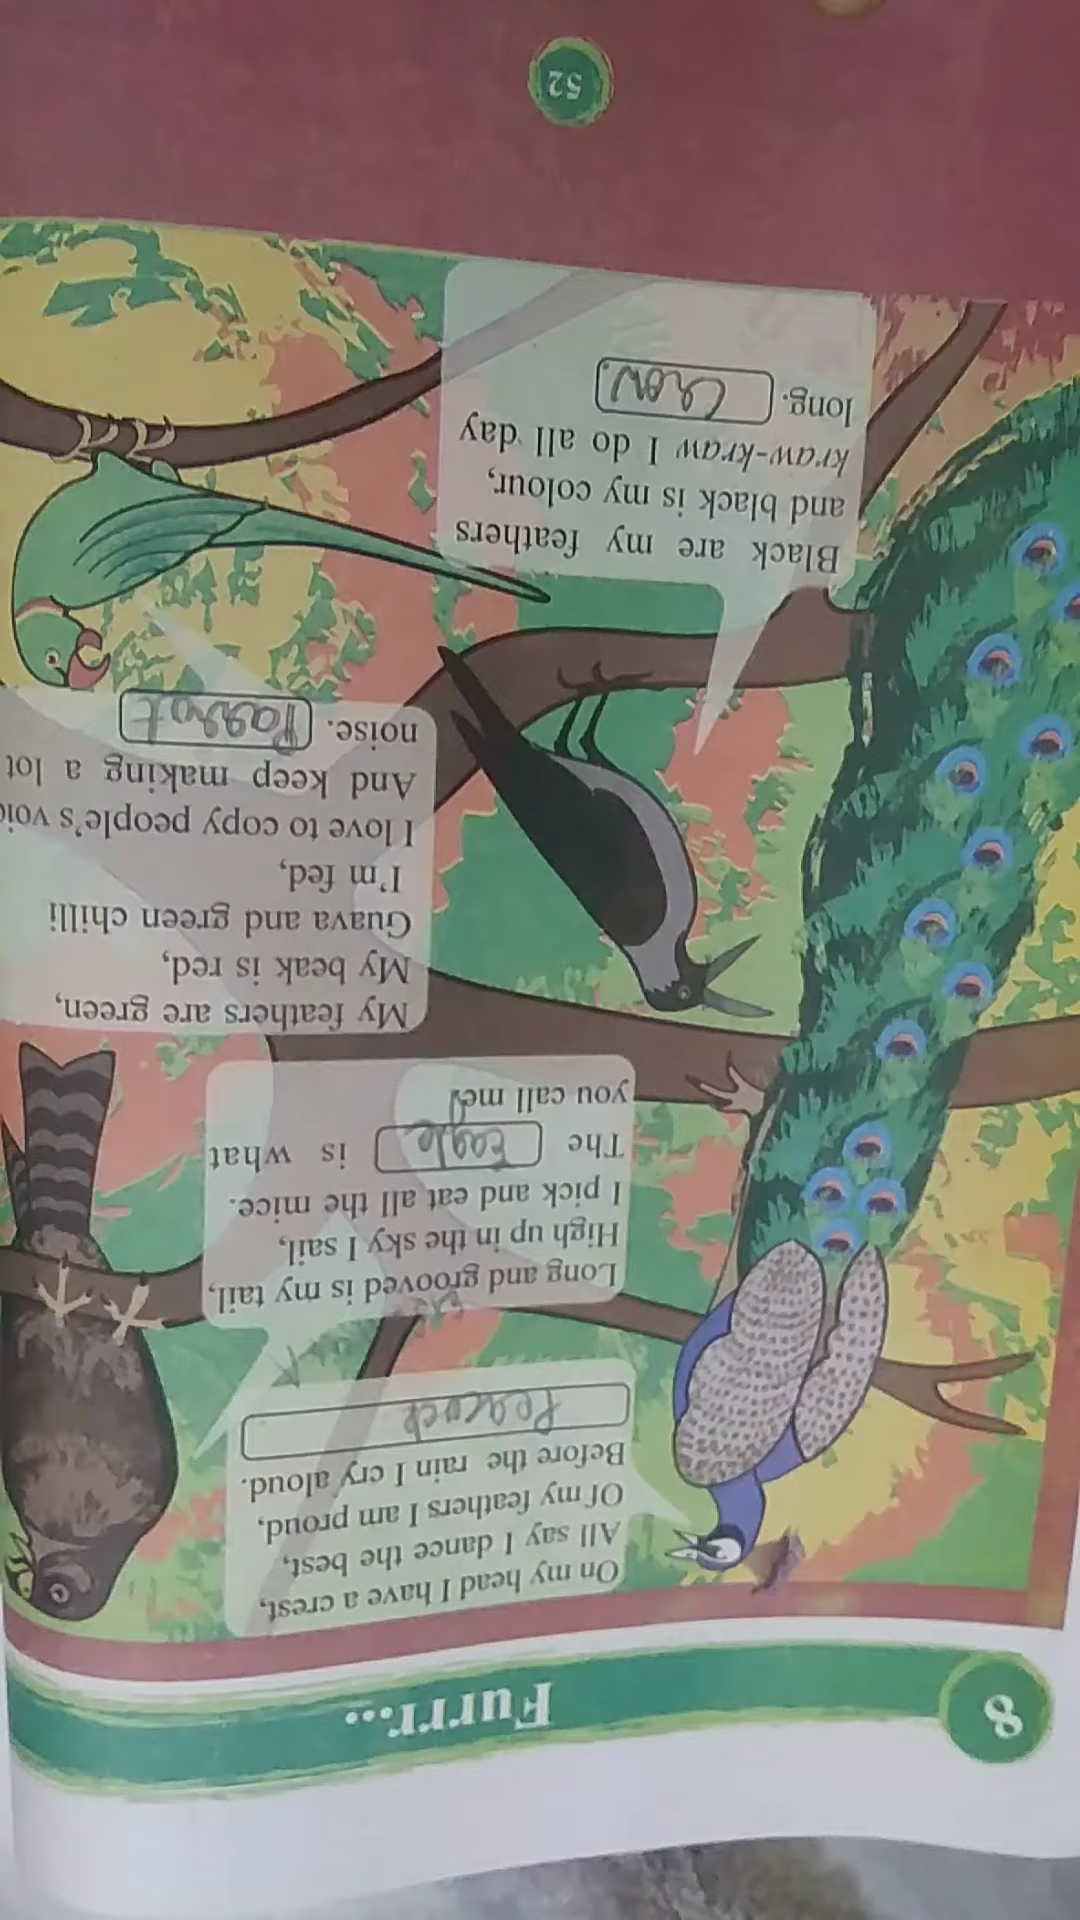 8
Furrr...
On my head I have a crest,
All say I dance the best,
Of my feathers I am proud,
Before the rain I cry aloud.
Peacock
Long and grooved is my tail,
High up in the sky I sail,
I pick and eat all the mice.
The Eagle is what
you call me
My feathers are green,
My beak is red,
Guava and green chilli
I'm fed,
I love to copy people's
And keep making a lot
noise. Parrot
Black are my feathers
and black is my colour,
kraw-kraw I do all day
long. Crow.
52